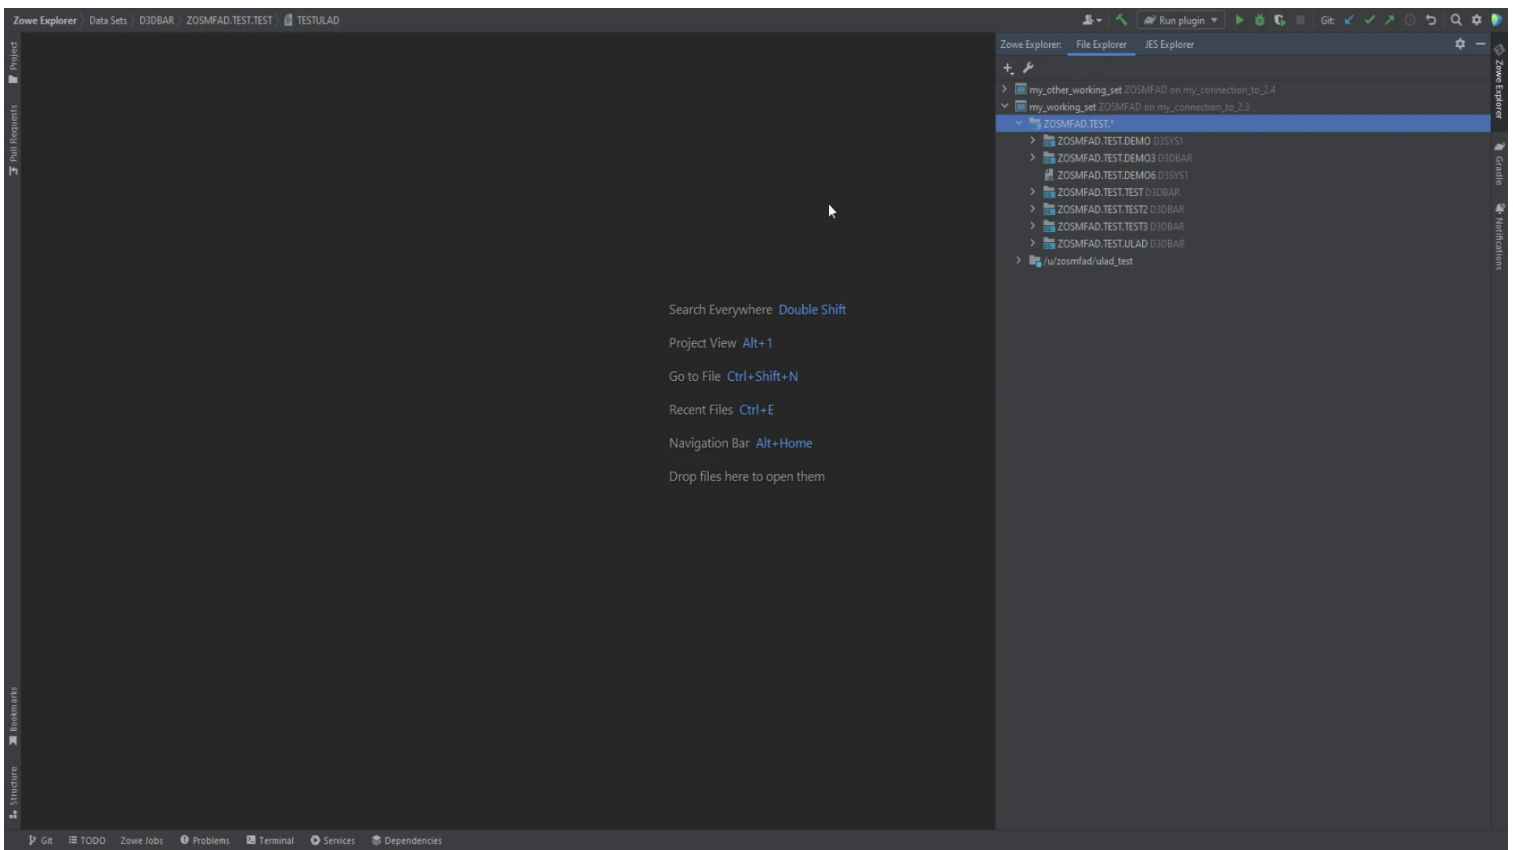 Zowe Explorer Data Sets D3DBAR ZOSMFAD.TEST.TEST TESTULAD
Run plugin Git:
Project
Pull Requests
Bookmarks
Structure
Search Everywhere Double Shift
Project View Alt+1
Go to File Ctrl+Shift+N
Recent Files Ctrl+E
Navigation Bar Alt+Home
Drop files here to open them
Zowe Explorer: File Explorer JES Explorer
my_other_working_set ZOSMFAD on my_connection_to_2.4
my_working_set ZOSMFAD on my_connection_to_2.3
ZOSMFAD.TEST.*
ZOSMFAD.TEST.DEMO D3SYS1
ZOSMFAD.TEST.DEMO3 D3DBAR
ZOSMFAD.TEST.DEMO6 D3SYS1
ZOSMFAD.TEST.TEST D3DBAR
ZOSMFAD.TEST.TEST2 D3DBAR
ZOSMFAD.TEST.TEST3 D3DBAR
ZOSMFAD.TEST.ULAD D3DBAR
/u/zosmfad/ulad_test
Zowe Explorer
Gradle
Notifications
Git TODO Zowe Jobs Problems Terminal Services Dependencies